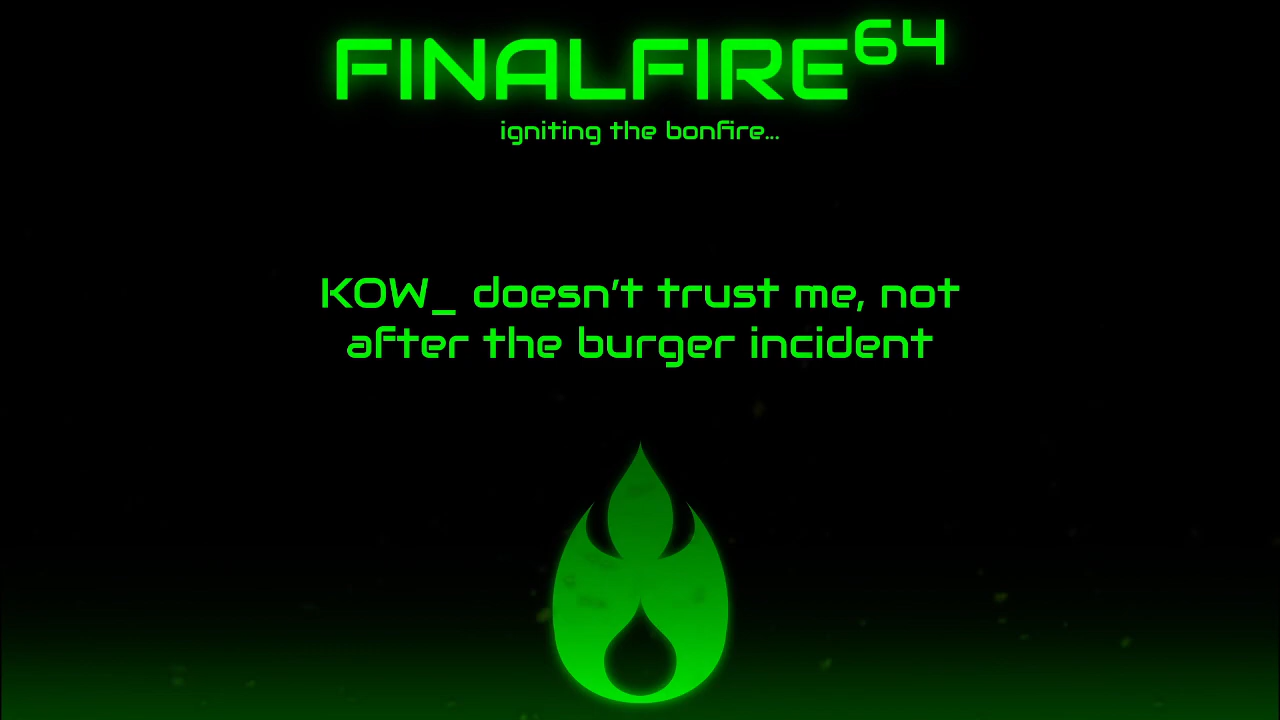 FINALFIRE⁶⁴
igniting the bonfire...
KOW_ doesn't trust me, not
after the burger incident